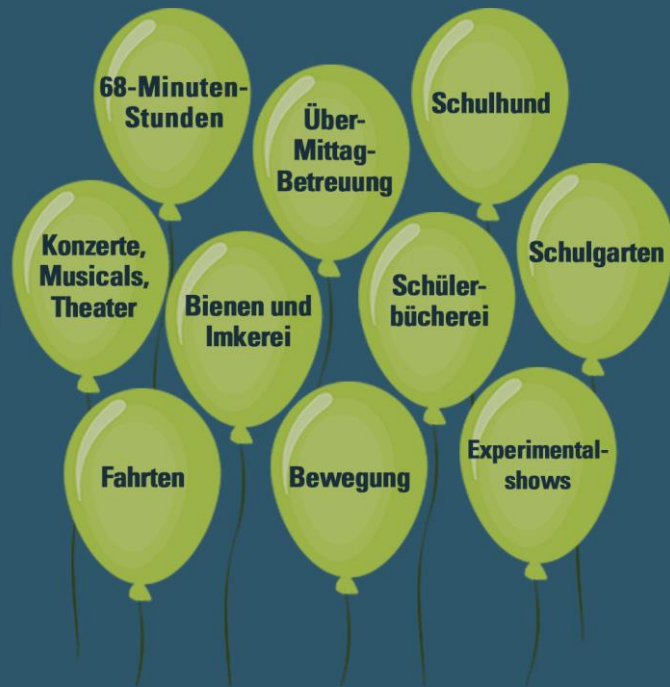 68-Minuten-
Stunden
Über-
Mittag-
Betreuung
Schulhund
Konzerte,
Musicals,
Theater
Bienen und
Imkerei
Schüler-
bücherei
Schulgarten
Fahrten
Bewegung
Experimental-
shows